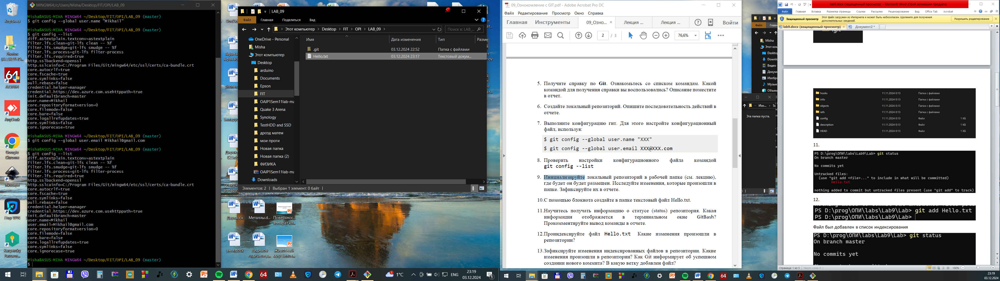 MINGW64:/c/Users/Misha/Desktop/FIT/OPI/LAB_09
Misha@ASUS-MIHA MINGW64 ~/Desktop/FIT/OPI/LAB_09 (master)
$ git config --global user.name "Mikhail"
Misha@ASUS-MIHA MINGW64 ~/Desktop/FIT/OPI/LAB_09 (master)
$ git config --list
diff.astextplain.textconv=astextplain
filter.lfs.clean=git-lfs clean -- %f
filter.lfs.smudge=git-lfs smudge -- %f
filter.lfs.process=git-lfs filter-process
filter.lfs.required=true
http.sslbackend=openssl
http.sslcainfo=C:/Program Files/Git/mingw64/etc/ssl/certs/ca-bundle.crt
core.autocrlf=true
core.fscache=true
core.symlinks=false
pull.rebase=false
credential.helper=manager
credential.https://dev.azure.com.usehttppath=true
init.defaultbranch=master
user.name=Mikhail
core.repositoryformatversion=0
core.filemode=false
core.bare=false
core.logallrefupdates=true
core.symlinks=false
core.ignorecase=true
Misha@ASUS-MIHA MINGW64 ~/Desktop/FIT/OPI/LAB_09 (master)
$ git config --global user.email Mikhail@gmail.com
Misha@ASUS-MIHA MINGW64 ~/Desktop/FIT/OPI/LAB_09 (master)
$ git config --list
diff.astextplain.textconv=astextplain
filter.lfs.clean=git-lfs clean -- %f
filter.lfs.smudge=git-lfs smudge -- %f
filter.lfs.process=git-lfs filter-process
filter.lfs.required=true
http.sslbackend=openssl
http.sslcainfo=C:/Program Files/Git/mingw64/etc/ssl/certs/ca-bundle.crt
core.autocrlf=true
core.fscache=true
core.symlinks=false
pull.rebase=false
credential.helper=manager
credential.https://dev.azure.com.usehttppath=true
init.defaultbranch=master
user.name=Mikhail
user.email=Mikhail@gmail.com
core.repositoryformatversion=0
core.filemode=false
core.bare=false
core.logallrefupdates=true
core.symlinks=false
core.ignorecase=true
Misha@ASUS-MIHA MINGW64 ~/Desktop/FIT/OPI/LAB_09 (master)
$
Корзина
Photos
(ALEXEYHO...
AIDA64
AnyDesk
Google
Chrome
Inkscape
Пор VPN
Kaspersky
Passwor...
LAB_09
Файл Главная Поделиться Вид
Этот компьютер > Desktop > FIT > OPI > LAB_09 >
Поиск в: LAB_...
Имя Дата изменения Тип Разме
.git 03.12.2024 22:52 Папка с файлами
Hello.txt 03.12.2024 23:17 Текстовый докум...
OneDrive - Personal
Misha
Этот компьютер
Desktop
arduino
Documents
Epson
FIT
OAIP1Sem11lab-ma
Quake 3 Arena
Synology
TestHDD and SSD
дрозд матем
мои проги
Новая папка
Новая папка (2)
ФИЗИКА
OAIP1Sem11lab-ma
Downloads
Элементов: 2 | Выбран 1 элемент: 0 байт |
Дар.docx
Металлы.d...
Поверхнос...
аппарат кл...
англ.docx
Видимое
годичное д...
Животный
мир Белов...
1°C
ENG
23:19
03.12.2024
09_Ознокомление с GIT.pdf - Adobe Acrobat Pro DC
Файл Редактирование Просмотр Окно Справка
Главная Инструменты 09_Озно... × Лекция ... Лекция ... Войти
2 / 3 76,6%
5. Получите справку по Git. Ознакомьтесь со списком командам. Какой
командой для получения справки вы воспользовались? Описание поместите
в отчет.
6. Создайте локальный репозиторий. Опишите последовательность действий в
отчете.
7. Выполните конфигурацию гит. Для этого настройте конфигурационный
файл, используя:
$ git config --global user.name "XXX"
$ git config --global user.email XXX@XXX.com
8. Проверить настройки конфигурационного файла командой
git config --list
9. Инициализируйте локальный репозиторий в рабочей папке (см. лекцию),
где будет он будет размещен. Исследуйте изменения, которые произошли в
папке. Зафиксируйте их в отчете.
10. С помощью блокнота создайте в папке текстовый файл Hello.txt.
11. Научитесь получать информацию о статусе (status) репозитория. Какая
информация отображается в терминальном окне GitBash?
Прокомментируйте вывод команды в отчете.
12. Проиндексируйте файл Hello.txt Какие изменения произошли в
репозитории?
13. Зафиксируйте изменения индексированных файлов в репозитории. Какие
изменения произошли в репозитории? Как Git информирует об успешном
создании нового коммита? В какую ветку добавлен файл?
Эта папка пуста.
lab9.docx (защищенный просмотр) - Microsoft Word (Сбой активации продукта)
Файл Главная Вставка Разметка страницы Ссылки Рассылки Рецензирование Вид Office Tab Acrobat
Защищенный просмотр Этот файл загружен из Интернета и может быть небезопасен. Щелкните для получения
дополнительных сведений.
Разрешить редактирование
lab9.docx (защищенный просмотр) × Документ2 *
hooks 11.11.2024 0:13 Папка с файлами
info 11.11.2024 0:13 Папка с файлами
objects 11.11.2024 0:13 Папка с файлами
refs 11.11.2024 0:13 Папка с файлами
config 11.11.2024 0:13 Файл 1 КБ
description 11.11.2024 0:13 Файл 1 КБ
HEAD 11.11.2024 0:13 Файл 1 КБ
11.
PS D:\prog\ОПИ\labs\Lab9\Lab> git status
On branch master
No commits yet
Untracked files:
(use "git add <file>..." to include in what will be committed)
Hello.txt
nothing added to commit but untracked files present (use "git add" to track)
12.
PS D:\prog\ОПИ\labs\Lab9\Lab> git add Hello.txt
PS D:\prog\ОПИ\labs\Lab9\Lab>
Файл был добавлен в список индексирования
PS D:\prog\ОПИ\labs\Lab9\Lab> git status
On branch master
No commits yet
Страница: 1 из 5 Число слов: 0 100%
23:19
03.12.2024